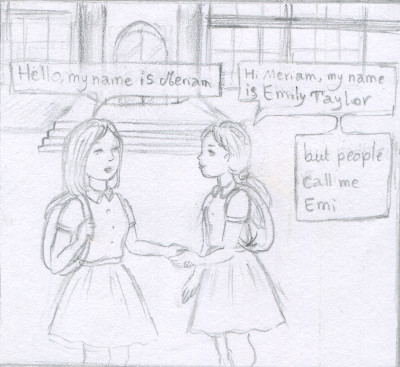 Hello, my name is Meriam
Hi Meriam, my name
is Emily Taylor
but people
call me
Emi